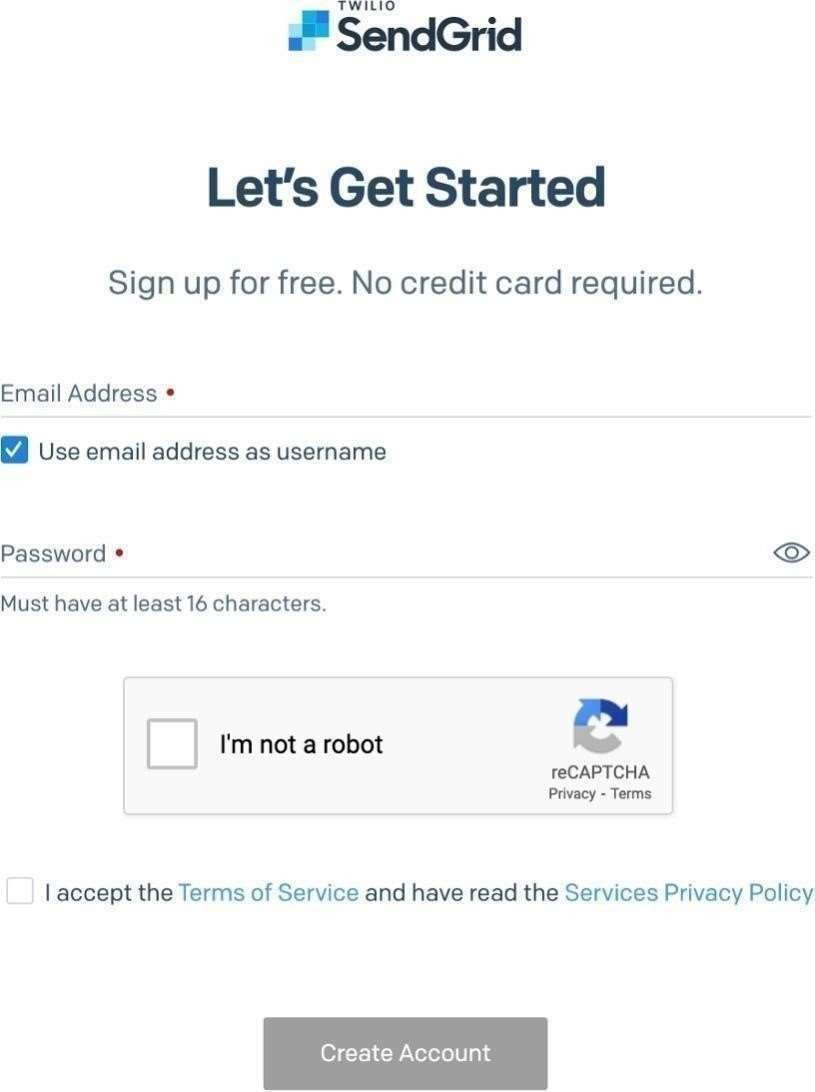 TWILIO
SendGrid
Let's Get Started
Sign up for free. No credit card required.
Email Address •
Use email address as username
Password •
Must have at least 16 characters.
I'm not a robot
reCAPTCHA
Privacy - Terms
I accept the Terms of Service and have read the Services Privacy Policy
Create Account